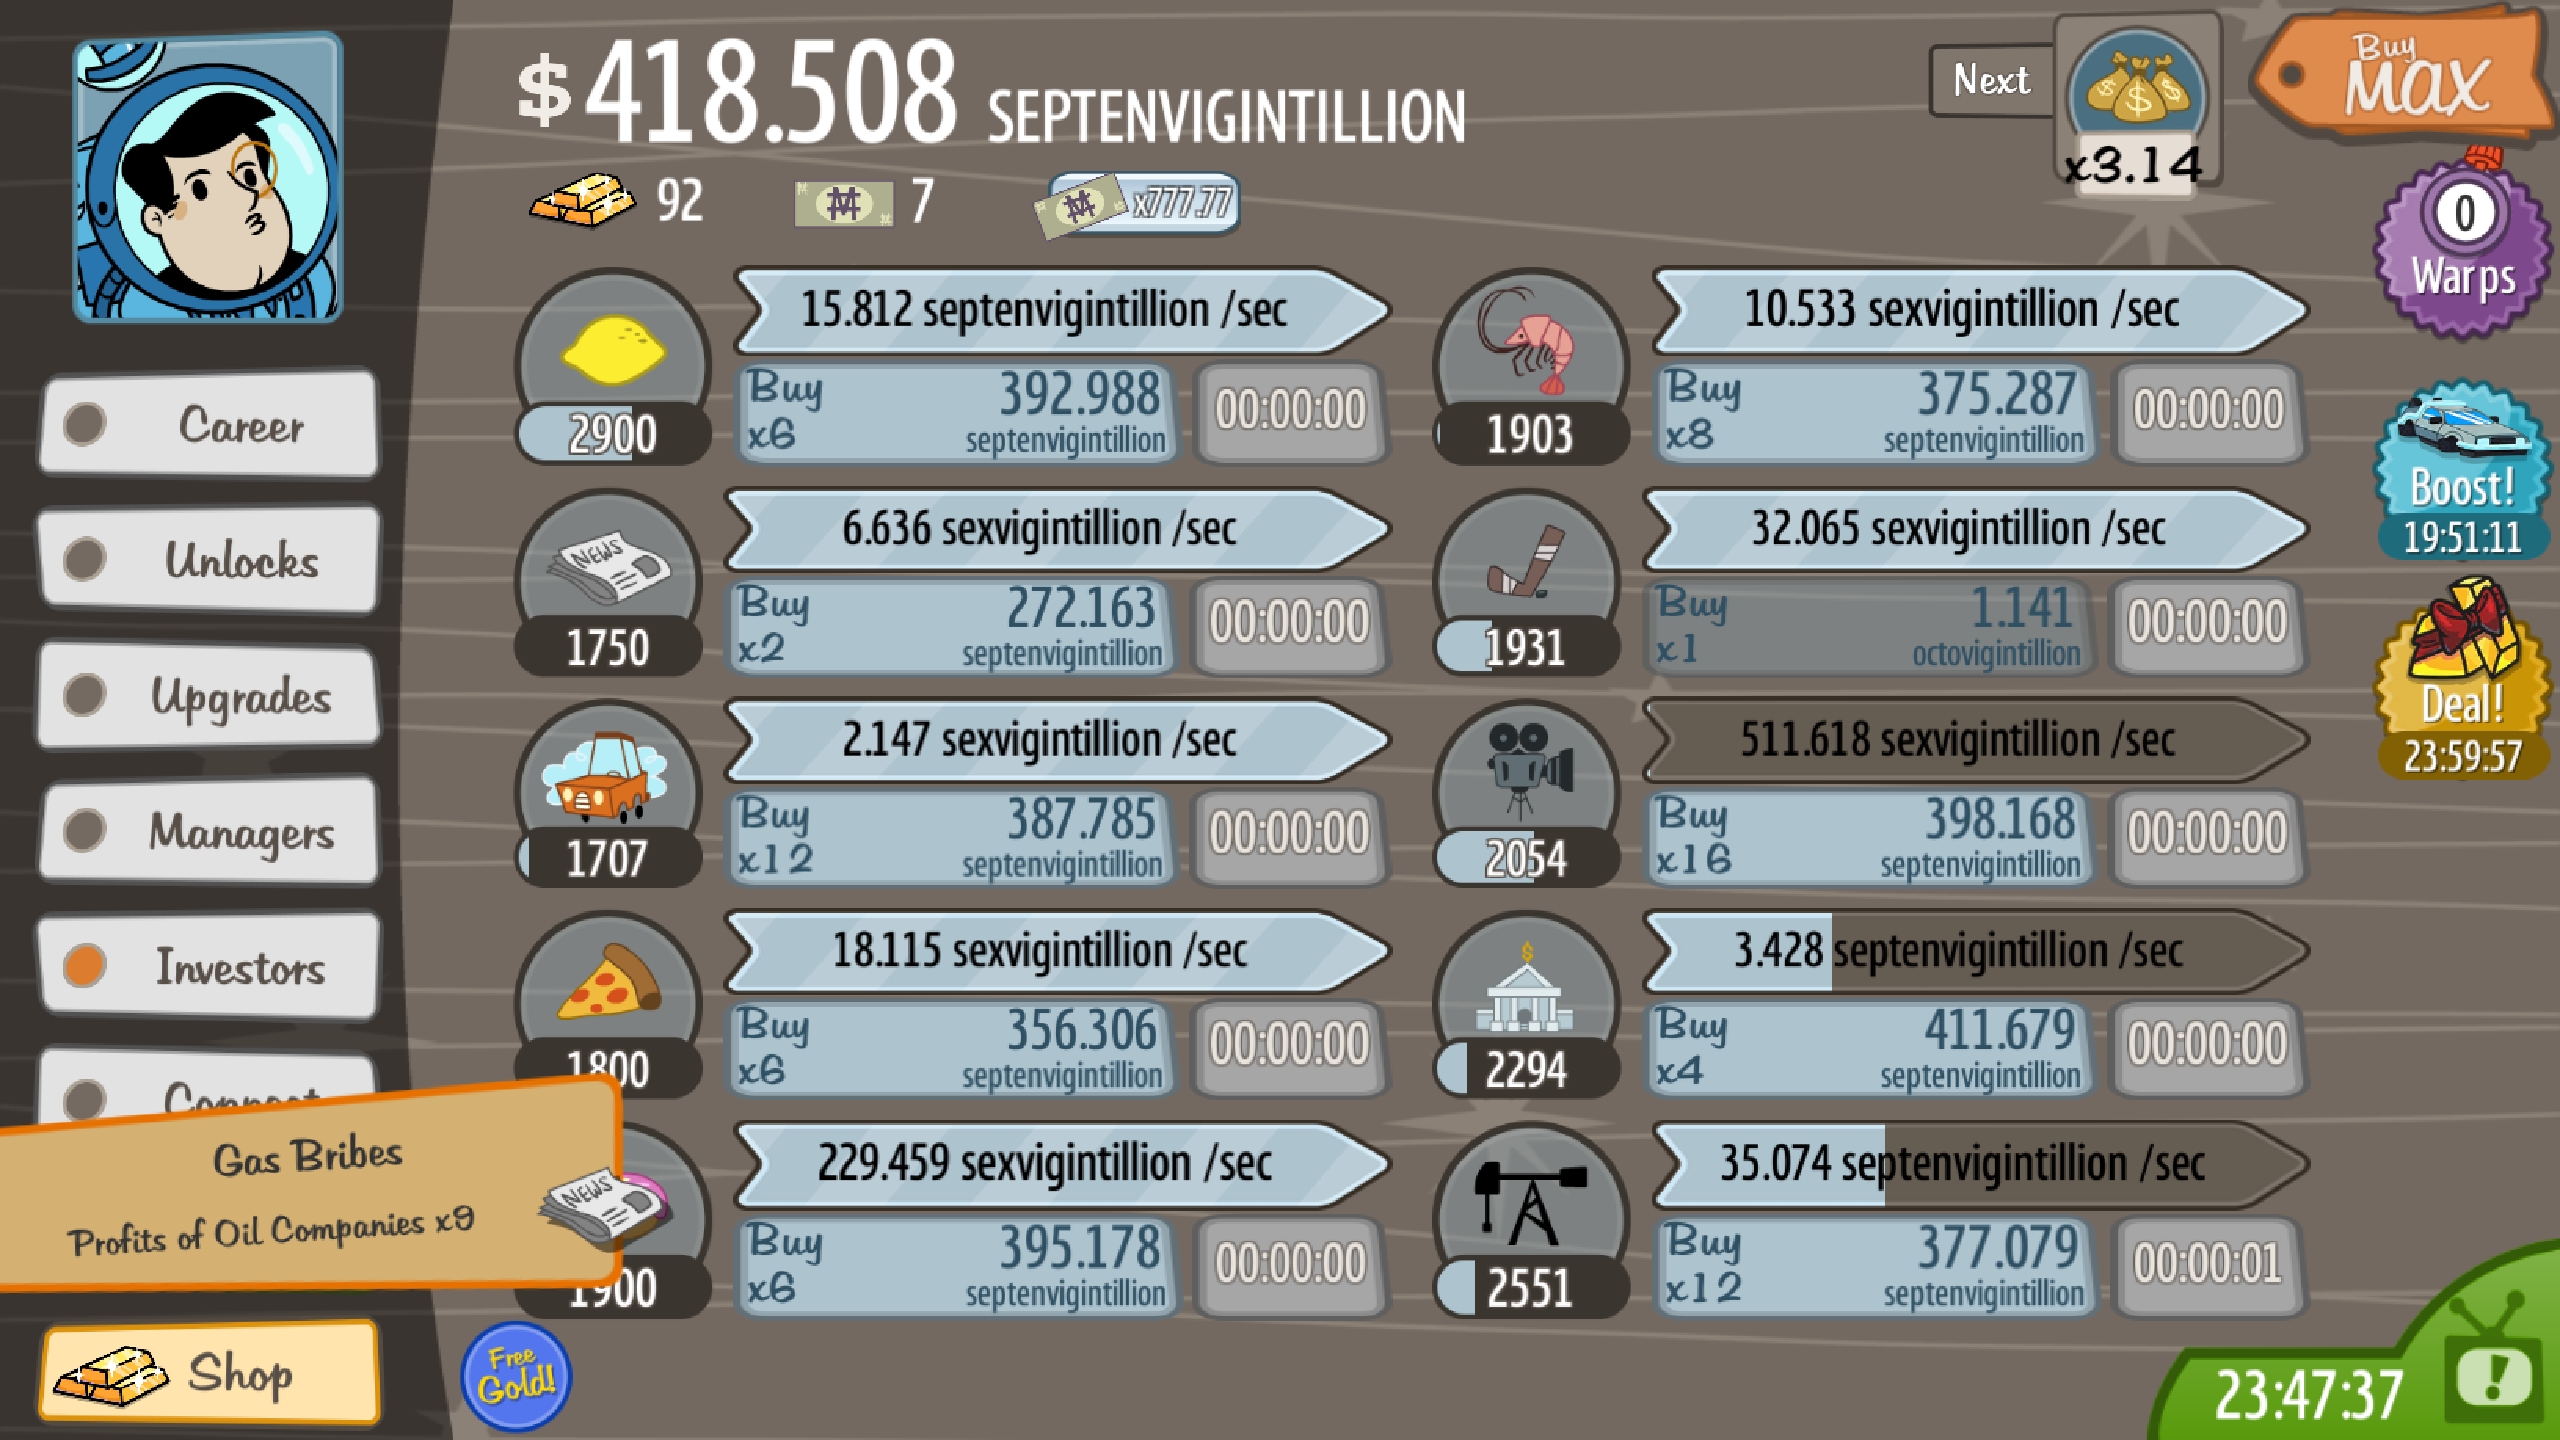 $418.508 SEPTENVIGINTILLION
92
7
x777.77
Next
x3.14
Buy
MAX
0
Warps
Boost!
19:51:11
Deal!
23:59:57
Career
Unlocks
Upgrades
Managers
Investors
Gas Bribes
Profits of Oil Companies x9
NEWS
Shop
Free
Gold!
15.812 septenvigintillion /sec
2900
Buy 392.988
x6 septenvigintillion
00:00:00
10.533 sexvigintillion /sec
1903
Buy 375.287
x8 septenvigintillion
00:00:00
NEWS
6.636 sexvigintillion /sec
1750
Buy 272.163
x2 septenvigintillion
00:00:00
32.065 sexvigintillion /sec
1931
Buy 1.141
x1 octovigintillion
00:00:00
2.147 sexvigintillion /sec
1707
Buy 387.785
x12 septenvigintillion
00:00:00
511.618 sexvigintillion /sec
2054
Buy 398.168
x16 septenvigintillion
00:00:00
18.115 sexvigintillion /sec
1800
Buy 356.306
x6 septenvigintillion
00:00:00
3.428 septenvigintillion /sec
2294
Buy 411.679
x4 septenvigintillion
00:00:00
229.459 sexvigintillion /sec
1900
Buy 395.178
x6 septenvigintillion
00:00:00
35.074 septenvigintillion /sec
2551
Buy 377.079
x12 septenvigintillion
00:00:01
23:47:37